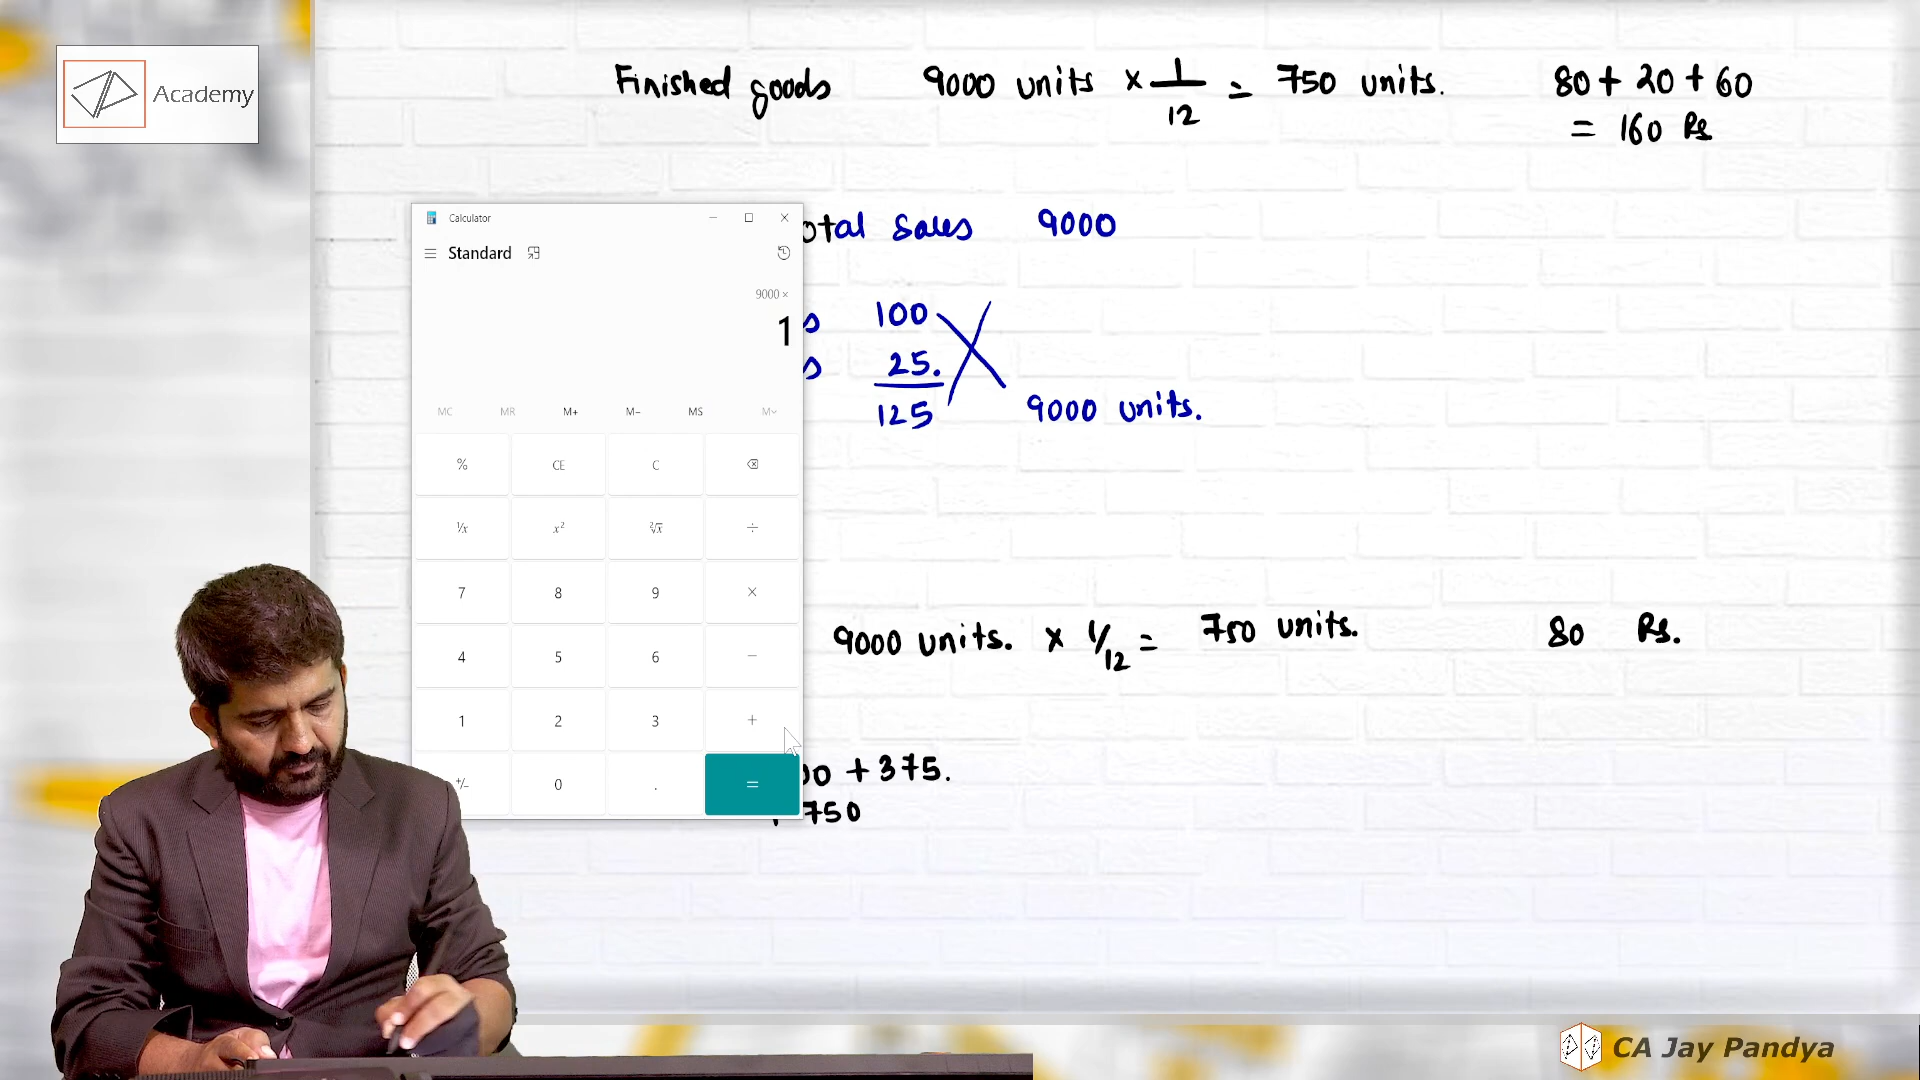 Academy
Finished goods 9000 units × 1/12 = 750 units. 80 + 20 + 60
= 160 Rs
Calculator
Standard
9000 ×
1
MC MR M+ M- MS M˅
% CE C
¹/x x² ²√x ÷
7 8 9 ×
4 5 6 −
1 2 3 +
+/- 0 . =
otal Sales 9000
s 100
s 25.
125
9000 units.
9000 units. × 1/12 = 750 units. 80 Rs.
00 + 375.
750
CA Jay Pandya